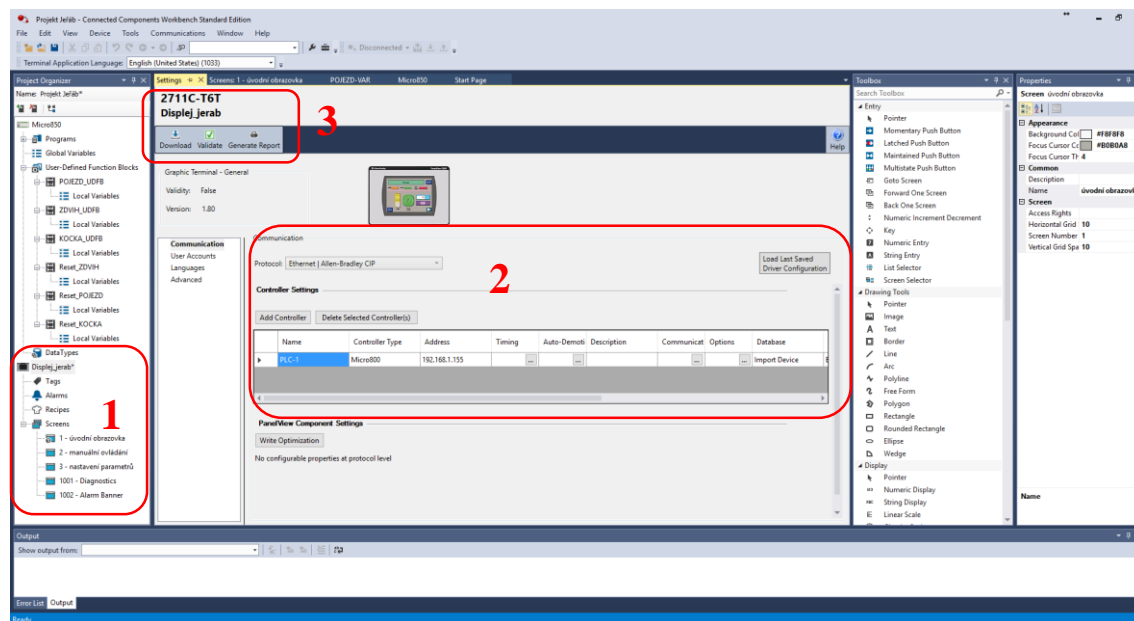 Projekt Jeřáb - Connected Components Workbench Standard Edition
File Edit View Device Tools Communications Window Help
Disconnected
Terminal Application Language: English (United States) (1033)
Project Organizer
Name: Projekt Jeřáb*
Micro850
Programs
Global Variables
User-Defined Function Blocks
POJEZD_UDFB
Local Variables
ZDVIH_UDFB
Local Variables
KOCKA_UDFB
Local Variables
Reset_ZDVIH
Local Variables
Reset_POJEZD
Local Variables
Reset_KOCKA
Local Variables
DataTypes
Displej_jerab*
Tags
Alarms
Recipes
Screens
1 - úvodní obrazovka
2 - manuální ovládání
3 - nastavení parametrů
1001 - Diagnostics
1002 - Alarm Banner
1
Settings Screens: 1 - úvodní obrazovka POJEZD-VAR Micro850 Start Page
2711C-T6T
Displej_jerab
3
Download Validate Generate Report
Help
Graphic Terminal - General
Validity: False
Version: 1.80
Communication
User Accounts
Languages
Advanced
Communication
Protocol: Ethernet | Allen-Bradley CIP
Load Last Saved
Driver Configuration
2
Controller Settings
Add Controller Delete Selected Controller(s)
Name Controller Type Address Timing Auto-Demoti Description Communicat Options Database
PLC-1 Micro800 192.168.1.155 ... ... ... ... Import Device E
PanelView Component Settings
Write Optimization
No configurable properties at protocol level
Toolbox
Search Toolbox
Entry
Pointer
Momentary Push Button
Latched Push Button
Maintained Push Button
Multistate Push Button
Goto Screen
Forward One Screen
Back One Screen
Numeric Increment Decrement
Key
Numeric Entry
String Entry
List Selector
Screen Selector
Drawing Tools
Pointer
Image
Text
Border
Line
Arc
Polyline
Free Form
Polygon
Rectangle
Rounded Rectangle
Ellipse
Wedge
Display
Pointer
Numeric Display
String Display
Linear Scale
Properties
Screen úvodní obrazovka
Appearance
Background Col #F8F8F8
Focus Cursor Cc #B0B0A8
Focus Cursor Th 4
Common
Description
Name úvodní obrazovk
Screen
Access Rights
Horizontal Grid 10
Screen Number 1
Vertical Grid Spa 10
Name
Output
Show output from:
Error List Output
Ready